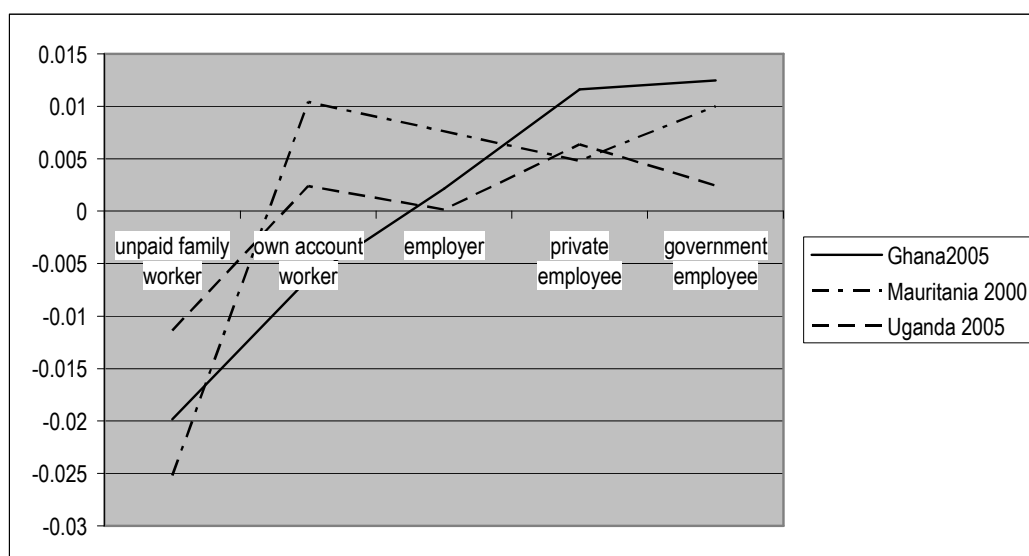 0.015
0.01
0.005
0
-0.005
-0.01
-0.015
-0.02
-0.025
-0.03
unpaid family
worker
own account
worker
employer
private
employee
government
employee
Ghana2005
Mauritania 2000
Uganda 2005